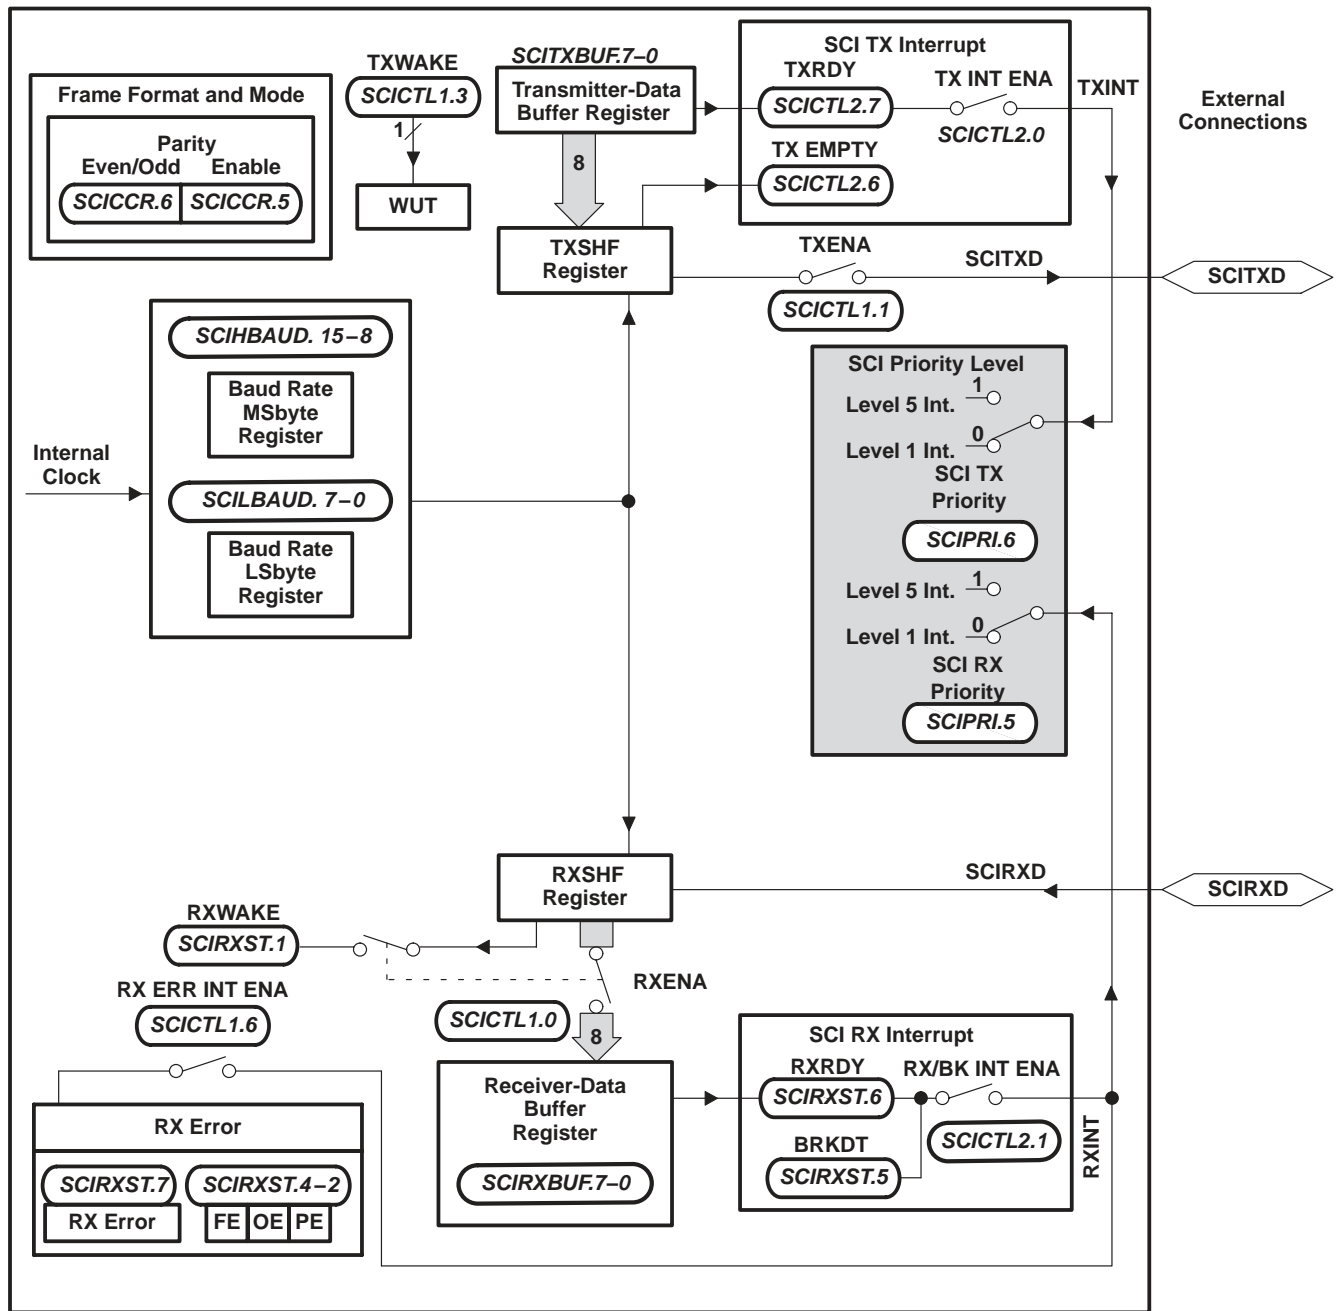 Frame Format and Mode
Parity
Even/Odd Enable
SCICCR.6 SCICCR.5
TXWAKE
SCICTL1.3
1
WUT
SCITXBUF.7–0
Transmitter-Data
Buffer Register
8
TXSHF
Register
SCI TX Interrupt
TXRDY
SCICTL2.7
TX INT ENA
SCICTL2.0
TX EMPTY
SCICTL2.6
TXINT
External
Connections
TXENA
SCICTL1.1
SCITXD
SCITXD
SCIHBAUD. 15–8
Baud Rate
MSbyte
Register
Internal
Clock
SCILBAUD. 7–0
Baud Rate
LSbyte
Register
SCI Priority Level
Level 5 Int. 1
Level 1 Int. 0
SCI TX
Priority
SCIPRI.6
Level 5 Int. 1
Level 1 Int. 0
SCI RX
Priority
SCIPRI.5
RXSHF
Register
SCIRXD
SCIRXD
RXWAKE
SCIRXST.1
RXENA
SCICTL1.0
8
RX ERR INT ENA
SCICTL1.6
RX Error
SCIRXST.7 SCIRXST.4–2
RX Error FE OE PE
Receiver-Data
Buffer
Register
SCIRXBUF.7–0
SCI RX Interrupt
RXRDY
SCIRXST.6
RX/BK INT ENA
SCICTL2.1
BRKDT
SCIRXST.5
RXINT